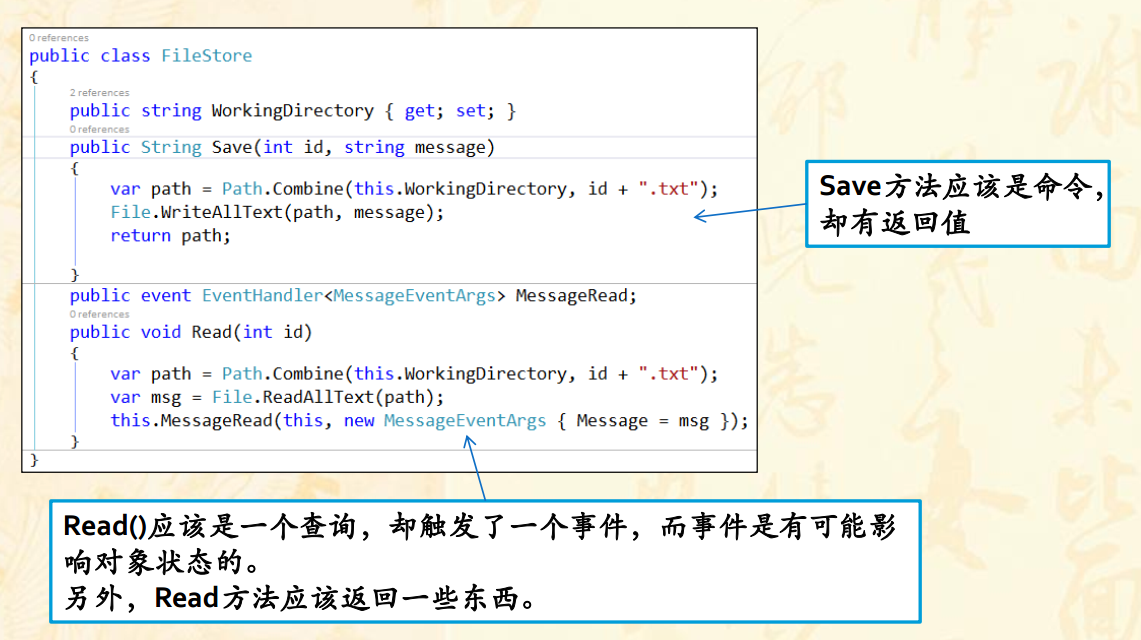 0 references
public class FileStore
{
2 references
public string WorkingDirectory { get; set; }
0 references
public String Save(int id, string message)
{
var path = Path.Combine(this.WorkingDirectory, id + ".txt");
File.WriteAllText(path, message);
return path;
}
public event EventHandler<MessageEventArgs> MessageRead;
0 references
public void Read(int id)
{
var path = Path.Combine(this.WorkingDirectory, id + ".txt");
var msg = File.ReadAllText(path);
this.MessageRead(this, new MessageEventArgs { Message = msg });
}
}
Save方法应该是命令，
却有返回值
Read()应该是一个查询，却触发了一个事件，而事件是有可能影
响对象状态的。
另外，Read方法应该返回一些东西。